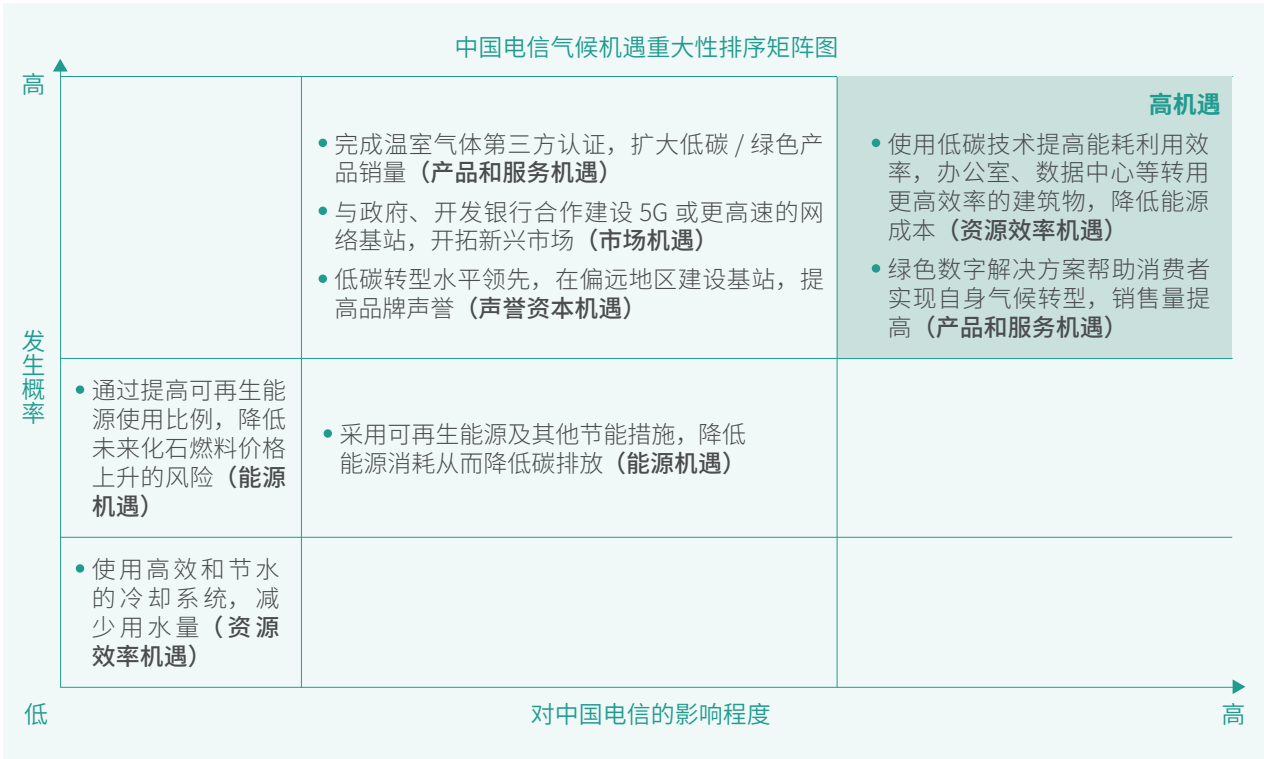 中国电信气候机遇重大性排序矩阵图
高
高机遇
• 完成温室气体第三方认证，扩大低碳 / 绿色产
品销量（产品和服务机遇）
• 与政府、开发银行合作建设 5G 或更高速的网
络基站，开拓新兴市场（市场机遇）
• 低碳转型水平领先，在偏远地区建设基站，提
高品牌声誉（声誉资本机遇）
• 使用低碳技术提高能耗利用效
率，办公室、数据中心等转用
更高效率的建筑物，降低能源
成本（资源效率机遇）
• 绿色数字解决方案帮助消费者
实现自身气候转型，销售量提
高（产品和服务机遇）
发生概率
• 通过提高可再生能
源使用比例，降低
未来化石燃料价格
上升的风险（能源
机遇）
• 采用可再生能源及其他节能措施，降低
能源消耗从而降低碳排放（能源机遇）
• 使用高效和节水
的冷却系统，减
少用水量（资源
效率机遇）
低
对中国电信的影响程度
高